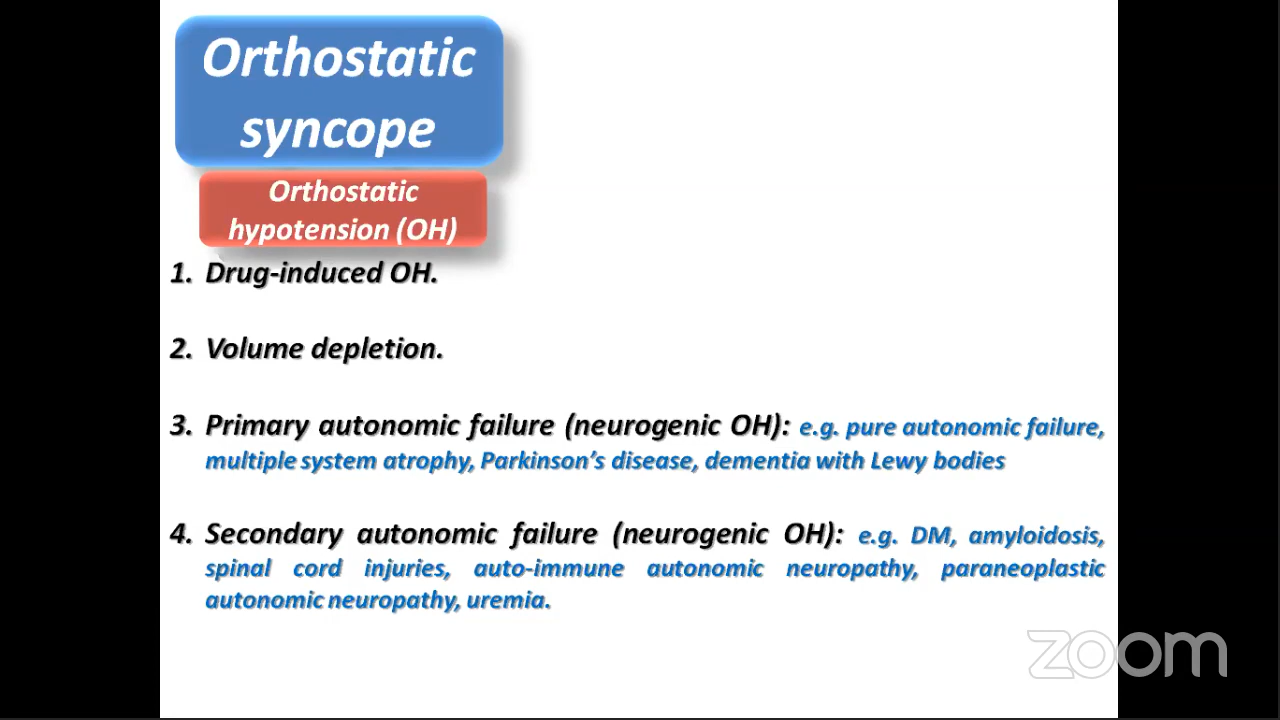 Orthostatic
syncope
Orthostatic
hypotension (OH)
1. Drug-induced OH.
2. Volume depletion.
3. Primary autonomic failure (neurogenic OH): e.g. pure autonomic failure,
multiple system atrophy, Parkinson's disease, dementia with Lewy bodies
4. Secondary autonomic failure (neurogenic OH): e.g. DM, amyloidosis,
spinal cord injuries, auto-immune autonomic neuropathy, paraneoplastic
autonomic neuropathy, uremia.
zoom